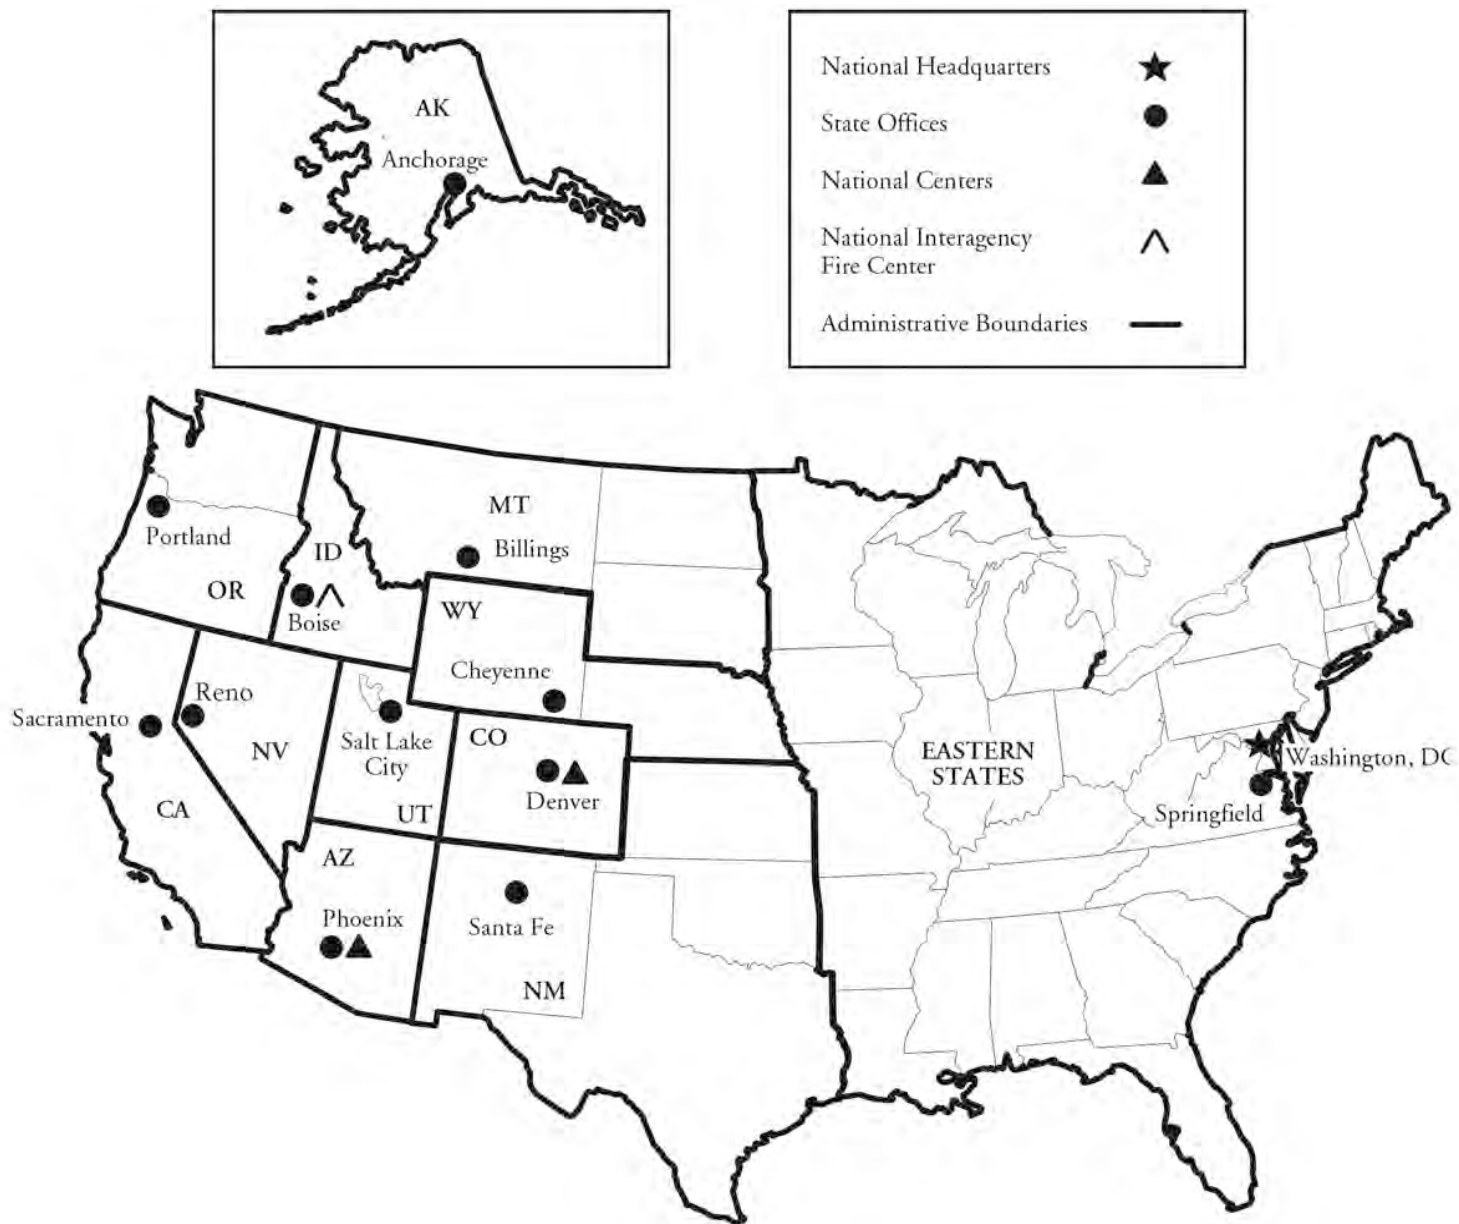 AK
Anchorage
National Headquarters
State Offices
National Centers
National Interagency
Fire Center
Administrative Boundaries
MT
Billings
Portland
ID
OR
Boise
WY
Cheyenne
Reno
Sacramento
NV
Salt Lake
City
UT
CO
Denver
CA
EASTERN
STATES
Washington, DC
Springfield
AZ
Phoenix
Santa Fe
NM